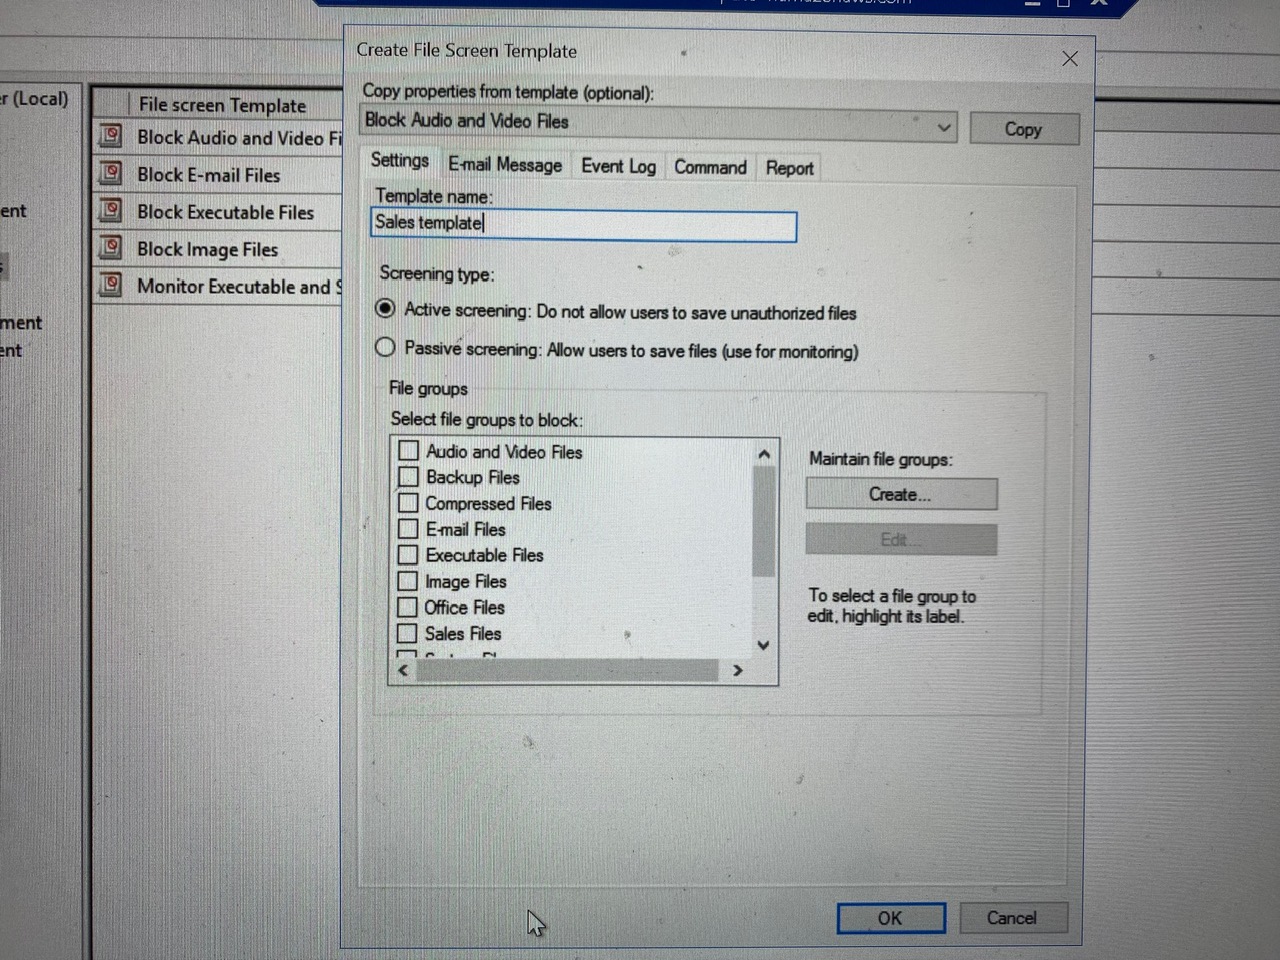 Create File Screen Template
Copy properties from template (optional):
Block Audio and Video Files
Copy
Settings
E-mail Message
Event Log
Command
Report
Template name:
Sales template
Screening type:
Active screening: Do not allow users to save unauthorized files
Passive screening: Allow users to save files (use for monitoring)
File groups
Select file groups to block:
Audio and Video Files
Backup Files
Compressed Files
E-mail Files
Executable Files
Image Files
Office Files
Sales Files
Maintain file groups:
Create...
Edit...
To select a file group to
edit, highlight its label.
OK
Cancel
r (Local)
ent
ment
ent
File screen Template
Block Audio and Video Fi
Block E-mail Files
Block Executable Files
Block Image Files
Monitor Executable and S